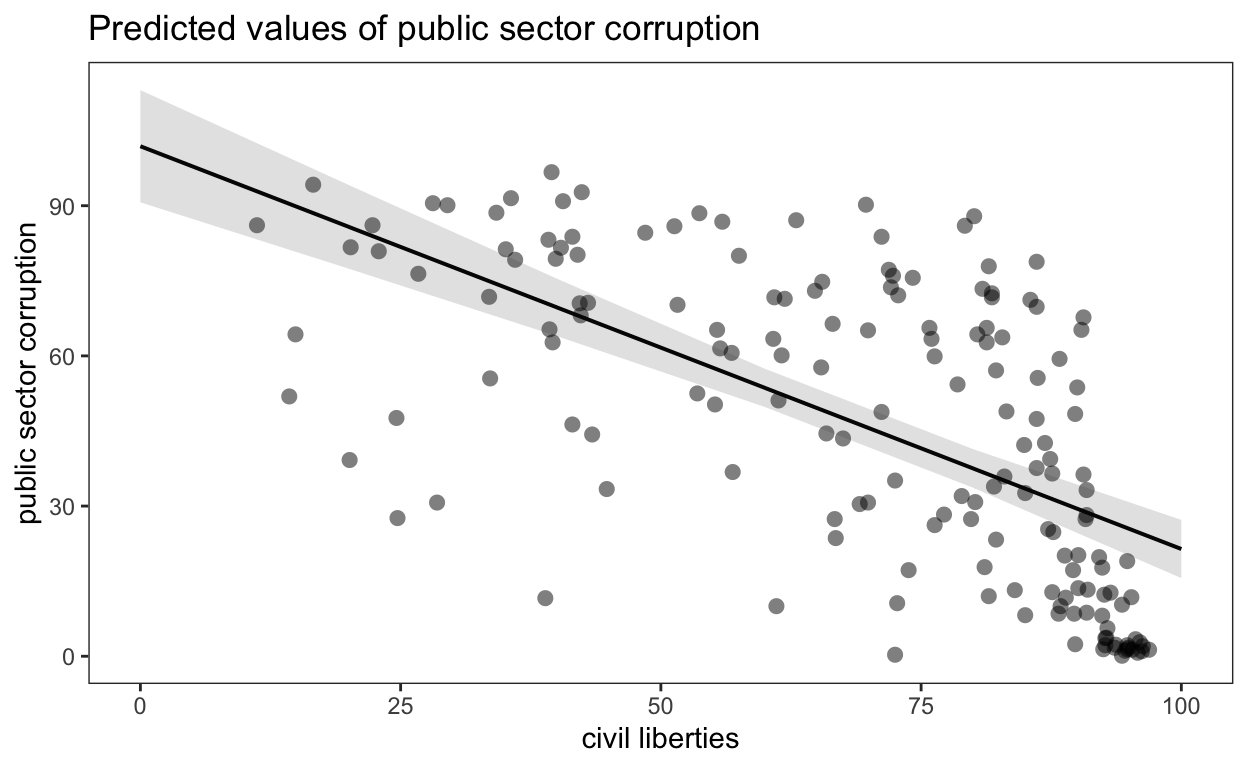 Predicted values of public sector corruption
public sector corruption
90
60
30
0
0 25 50 75 100
civil liberties